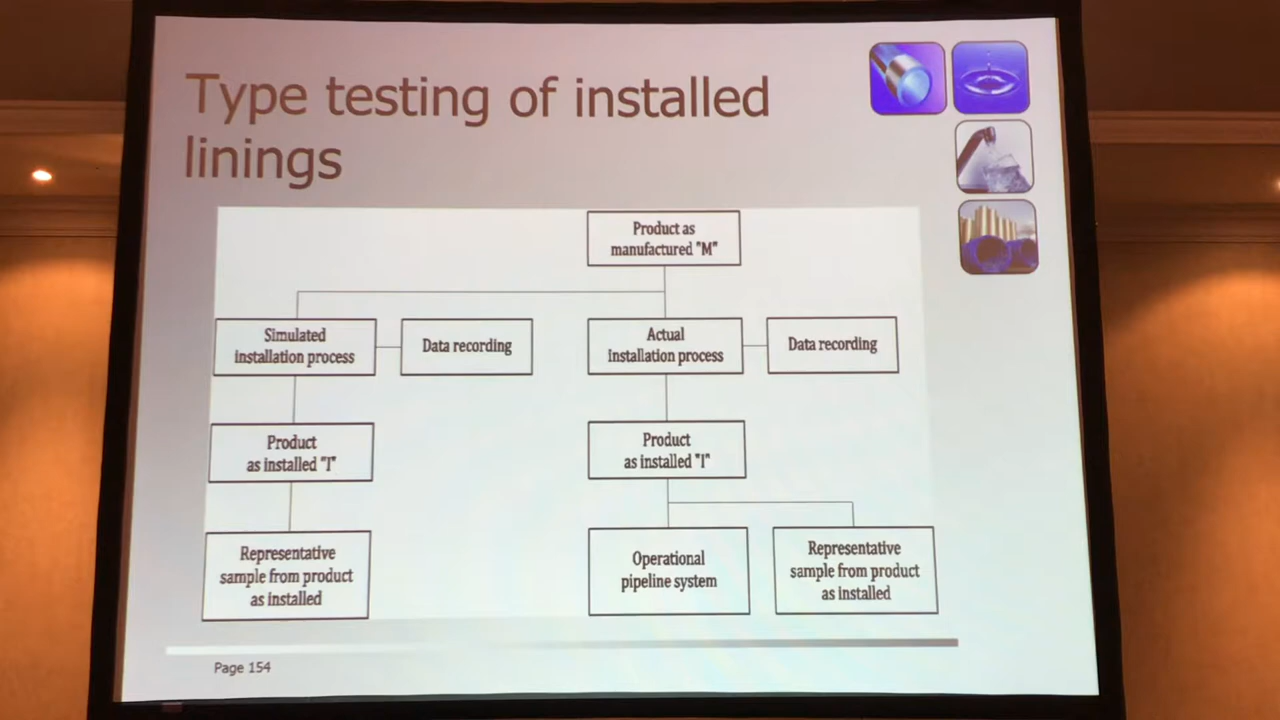 Type testing of installed
linings
Product as
manufactured "M"
Simulated
installation process
Data recording
Actual
installation process
Data recording
Product
as installed "I"
Product
as installed "I"
Representative
sample from product
as installed
Operational
pipeline system
Representative
sample from product
as installed
Page 154